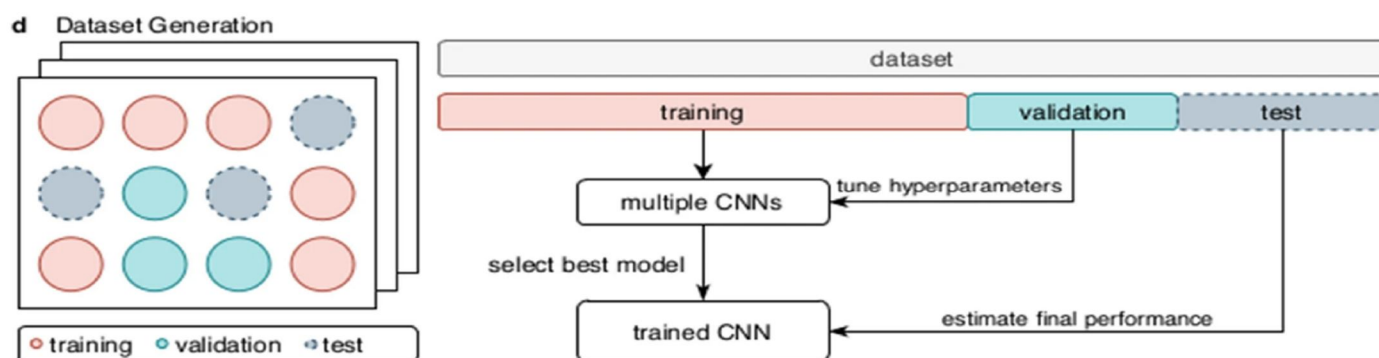 d Dataset Generation
dataset
training validation test
multiple CNNs
tune hyperparameters
select best model
trained CNN
estimate final performance
training validation test